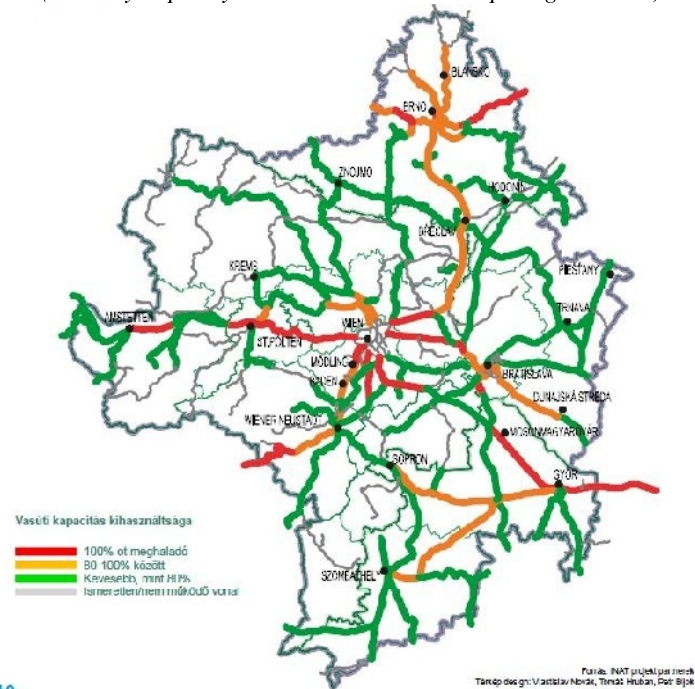 BLANSKO
BRNO
ZNOJMO
HODONÍN
BŘECLAV
KREMS
PIEŠŤANY
TRNAVA
AMSTETTEN
WIEN
ST.PÖLTEN
MÖDLING
BADEN
BRATISLAVA
DUNAJSKÁ STREDA
WIENER NEUSTADT
MOSONMAGYARÓVÁR
SOPRON
GYŐR
SZOMBATHELY
Vasúti kapacitás kihasználtsága
100%-ot meghaladó
80-100% között
Kevesebb, mint 80%
Ismeretlen/nem működő vonal
Forrás: INAT projekt partnerek
Térkép design: Vlastislav Novák, Tomáš Hruban, Petr Bijok